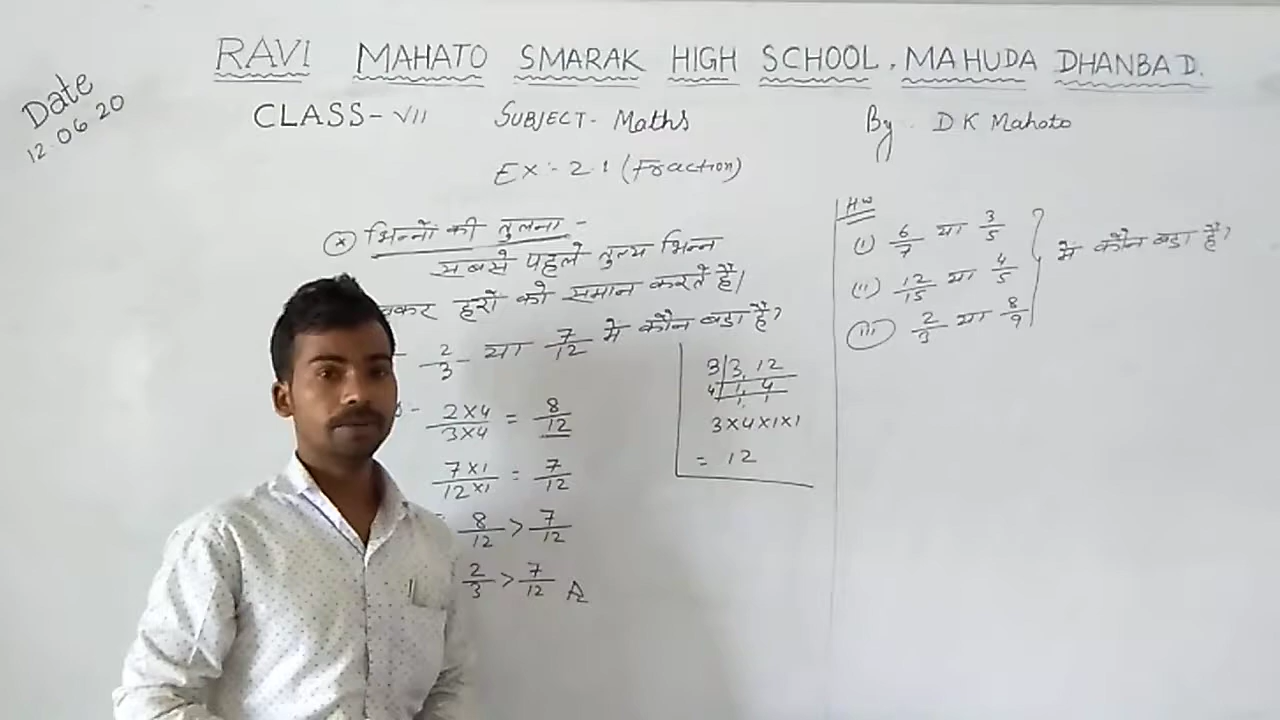 RAVI MAHATO SMARAK HIGH SCHOOL, MAHUDA DHANBAD.
Date
12.06 20
CLASS- VII SUBJECT- Maths By D K Mahato
Ex:- 2.1 (Fraction)
(x) भिन्नों की तुलना -
सबसे पहले तुल्य भिन्न
कर हरों को समान करते हैं।
2/3 या 7/12 में कौन बडा है?
2×4/3×4 = 8/12
7×1/12×1 = 7/12
8/12 > 7/12
2/3 > 7/12
3|3, 12
4|1, 4
1, 1
3×4×1×1
= 12
HW
(i) 6/7 या 3/5
(ii) 12/15 या 4/5
(iii) 2/3 या 8/9
} में कौन बडा है?